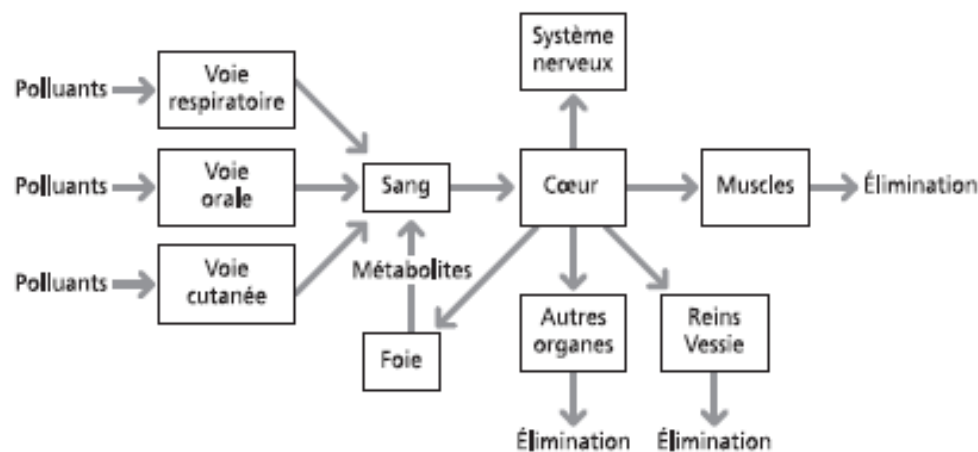 Système
nerveux
Polluants
Voie
respiratoire
Polluants
Voie
orale
Sang
Cœur
Muscles
Élimination
Polluants
Voie
cutanée
Métabolites
Foie
Autres
organes
Reins
Vessie
Élimination
Élimination